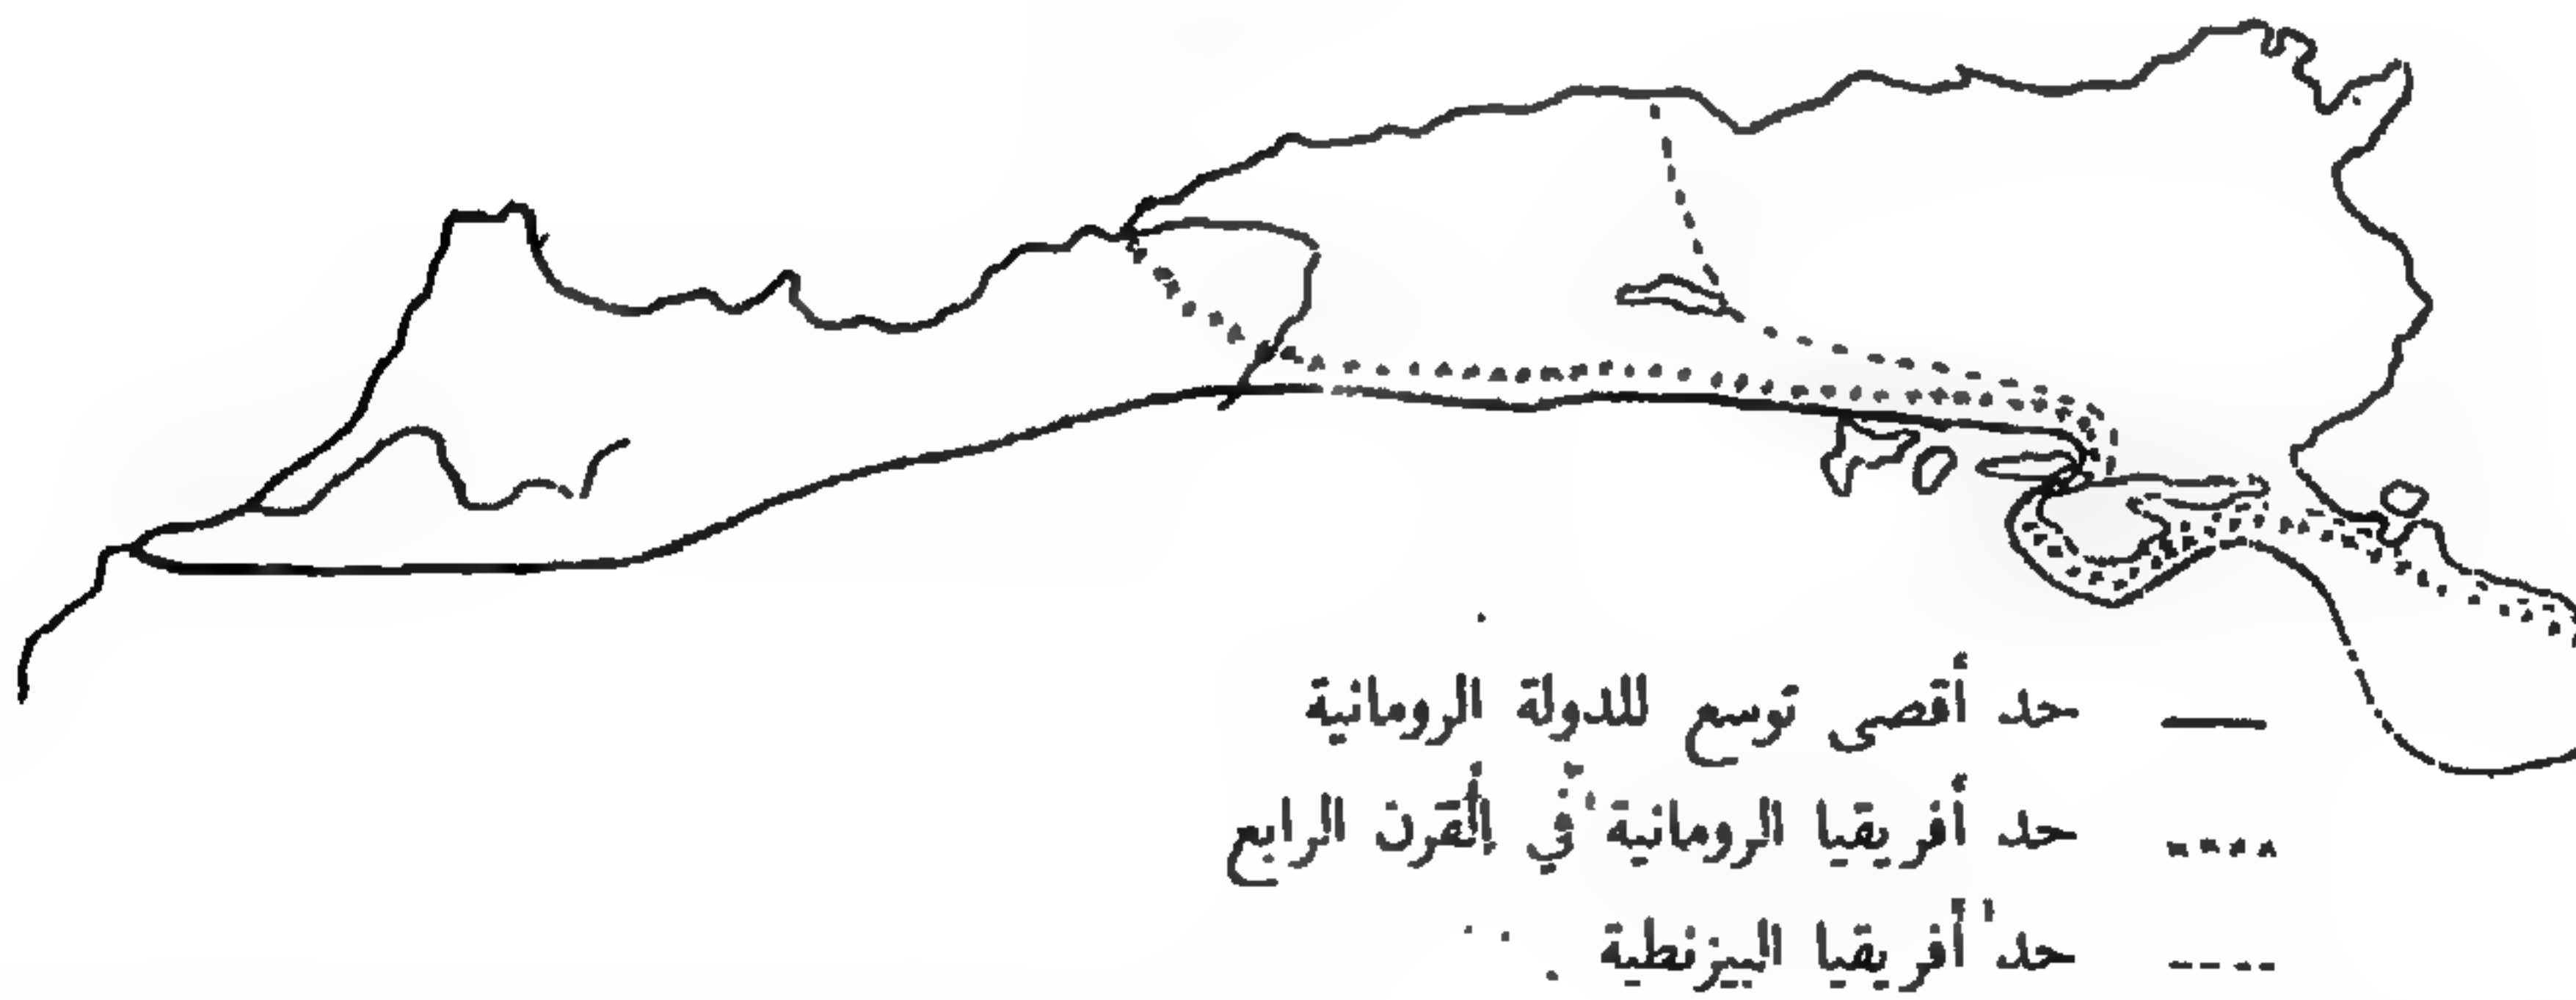 حد أقصى توسع للدولة الرومانية
حد أفريقيا الرومانية في القرن الرابع
حد أفريقيا البيزنطية